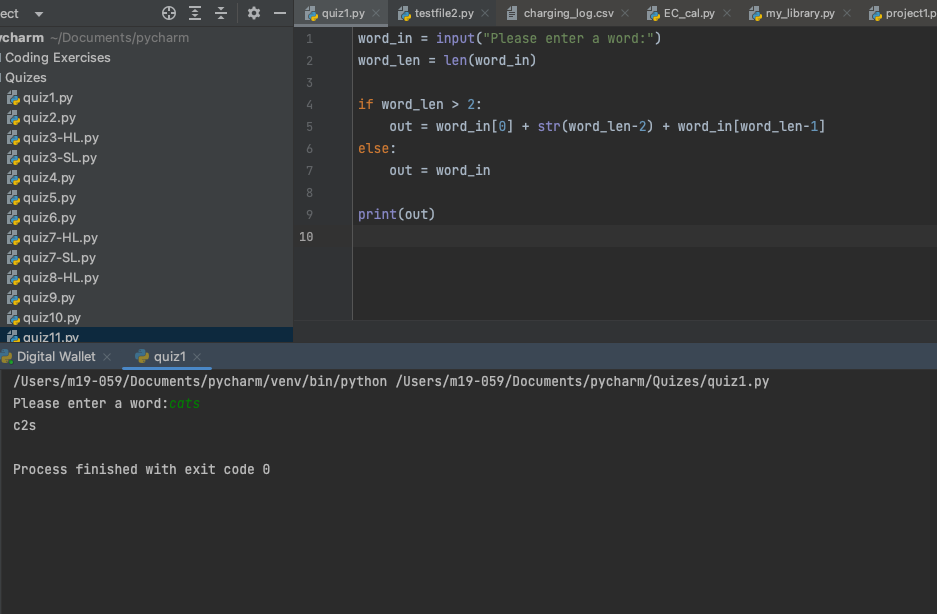 ect
quiz1.py testfile2.py charging_log.csv EC_cal.py my_library.py project1.p
ycharm ~/Documents/pycharm
Coding Exercises
Quizes
quiz1.py
quiz2.py
quiz3-HL.py
quiz3-SL.py
quiz4.py
quiz5.py
quiz6.py
quiz7-HL.py
quiz7-SL.py
quiz8-HL.py
quiz9.py
quiz10.py
quiz11.py
1 word_in = input("Please enter a word:")
2 word_len = len(word_in)
3
4 if word_len > 2:
5     out = word_in[0] + str(word_len-2) + word_in[word_len-1]
6 else:
7     out = word_in
8
9 print(out)
10
Digital Wallet quiz1
/Users/m19-059/Documents/pycharm/venv/bin/python /Users/m19-059/Documents/pycharm/Quizes/quiz1.py
Please enter a word:cats
c2s
Process finished with exit code 0